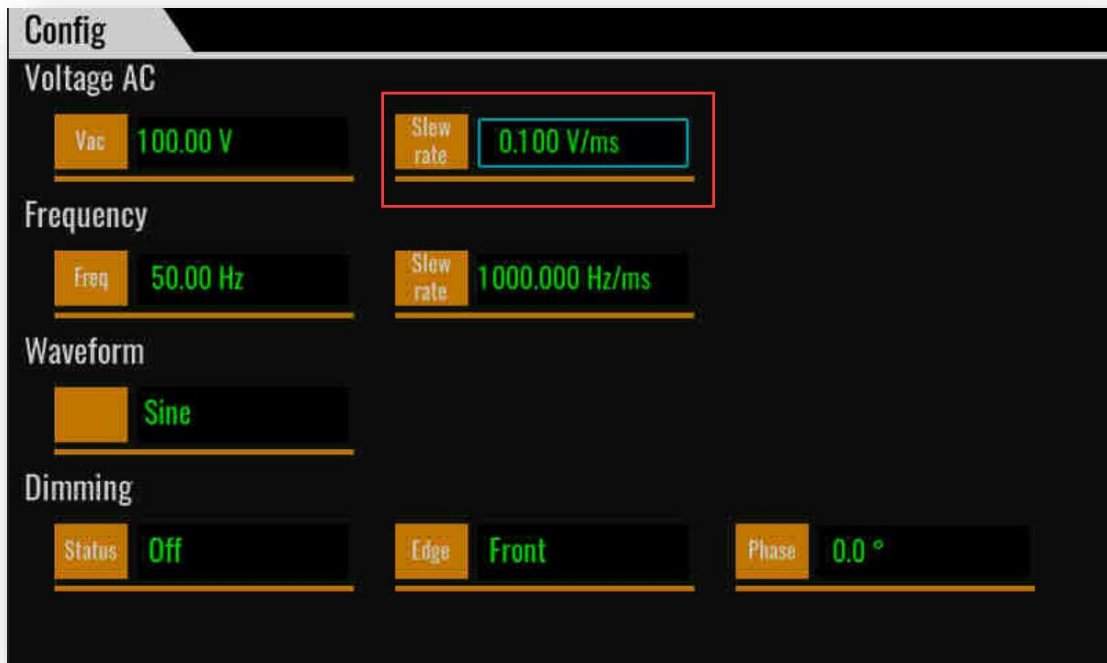 Config
Voltage AC
Vac 100.00 V Slew rate 0.100 V/ms
Frequency
Freq 50.00 Hz Slew rate 1000.000 Hz/ms
Waveform
Sine
Dimming
Status Off Edge Front Phase 0.0 °